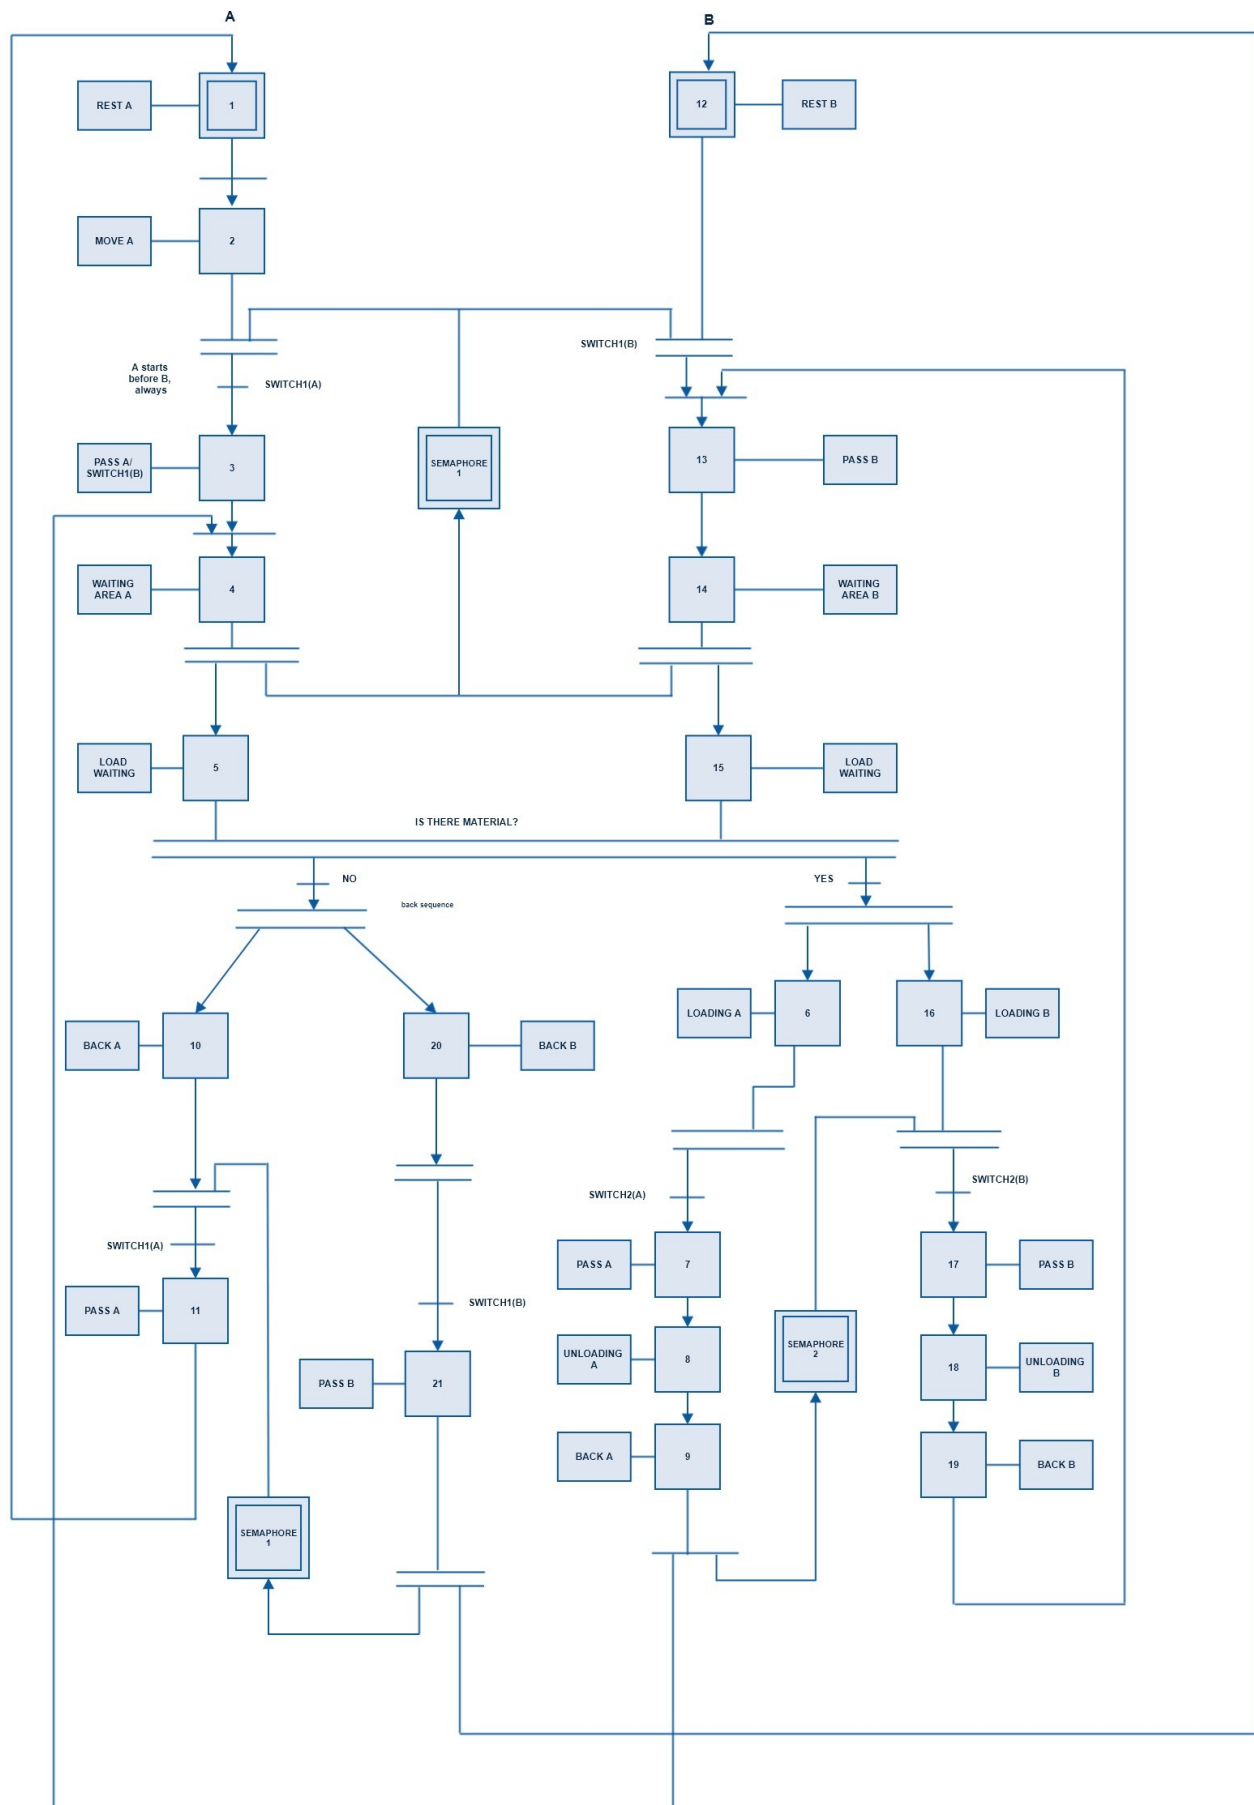 A
B
REST A
1
12
REST B
MOVE A
2
SWITCH1(B)
A starts
before B,
always
SWITCH1(A)
PASS A/
SWITCH1(B)
3
SEMAPHORE
1
13
PASS B
WAITING
AREA A
4
14
WAITING
AREA B
LOAD
WAITING
5
15
LOAD
WAITING
IS THERE MATERIAL?
NO
YES
back sequence
LOADING A
6
16
LOADING B
BACK A
10
20
BACK B
SWITCH2(A)
SWITCH2(B)
SWITCH1(A)
PASS A
7
17
PASS B
PASS A
11
SWITCH1(B)
UNLOADING
A
8
SEMAPHORE
2
18
UNLOADING
B
PASS B
21
BACK A
9
19
BACK B
SEMAPHORE
1